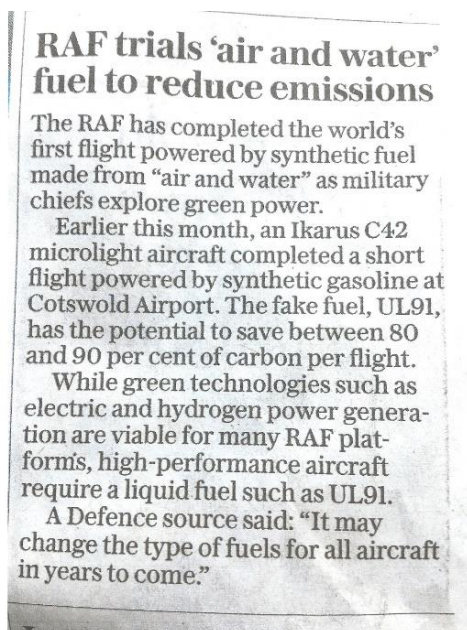 RAF trials ‘air and water’
fuel to reduce emissions
The RAF has completed the world’s
first flight powered by synthetic fuel
made from “air and water” as military
chiefs explore green power.
Earlier this month, an Ikarus C42
microlight aircraft completed a short
flight powered by synthetic gasoline at
Cotswold Airport. The fake fuel, UL91,
has the potential to save between 80
and 90 per cent of carbon per flight.
While green technologies such as
electric and hydrogen power genera-
tion are viable for many RAF plat-
forms, high-performance aircraft
require a liquid fuel such as UL91.
A Defence source said: “It may
change the type of fuels for all aircraft
in years to come.”